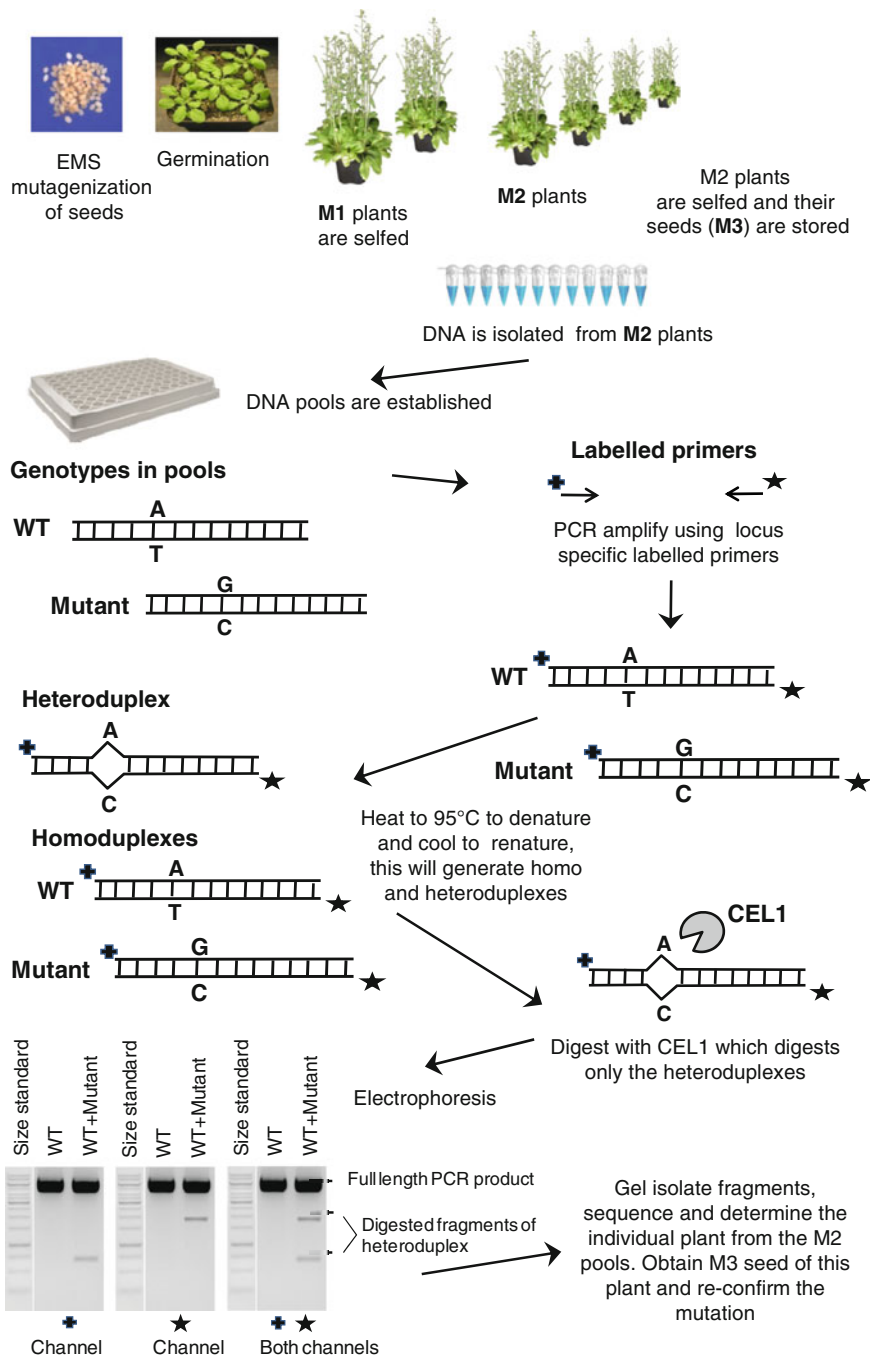 EMS
mutagenization
of seeds
Germination
M1 plants
are selfed
M2 plants
M2 plants
are selfed and their
seeds (M3) are stored
DNA is isolated from M2 plants
DNA pools are established
Genotypes in pools
WT
A
T
Mutant
G
C
Labelled primers
PCR amplify using locus
specific labelled primers
WT
A
T
Mutant
G
C
Heteroduplex
A
C
Heat to 95°C to denature
and cool to renature,
this will generate homo
and heteroduplexes
Homoduplexes
WT
A
T
Mutant
G
C
CEL1
A
C
Digest with CEL1 which digests
only the heteroduplexes
Electrophoresis
Size standard
WT
WT+Mutant
Size standard
WT
WT+Mutant
Size standard
WT
WT+Mutant
Full length PCR product
Digested fragments of
heteroduplex
Channel
Channel
Both channels
Gel isolate fragments,
sequence and determine the
individual plant from the M2
pools. Obtain M3 seed of this
plant and re-confirm the
mutation